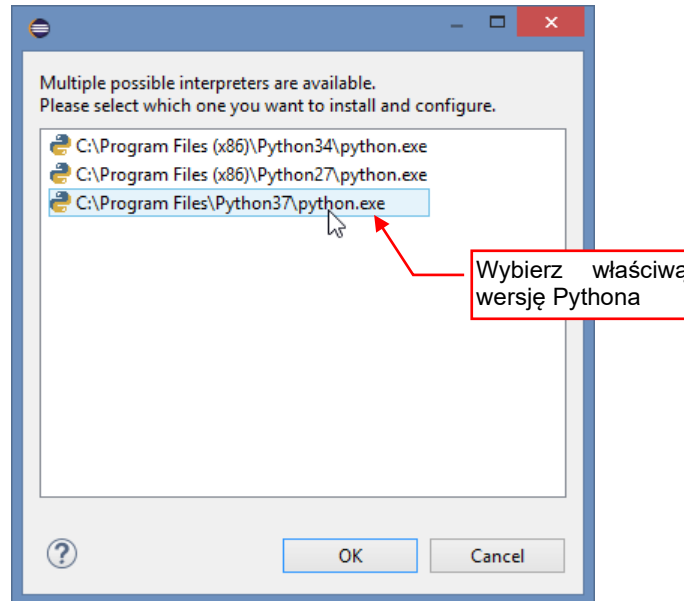 Multiple possible interpreters are available.
Please select which one you want to install and configure.
C:\Program Files (x86)\Python34\python.exe
C:\Program Files (x86)\Python27\python.exe
C:\Program Files\Python37\python.exe
Wybierz właściwą
wersję Pythona
?
OK
Cancel